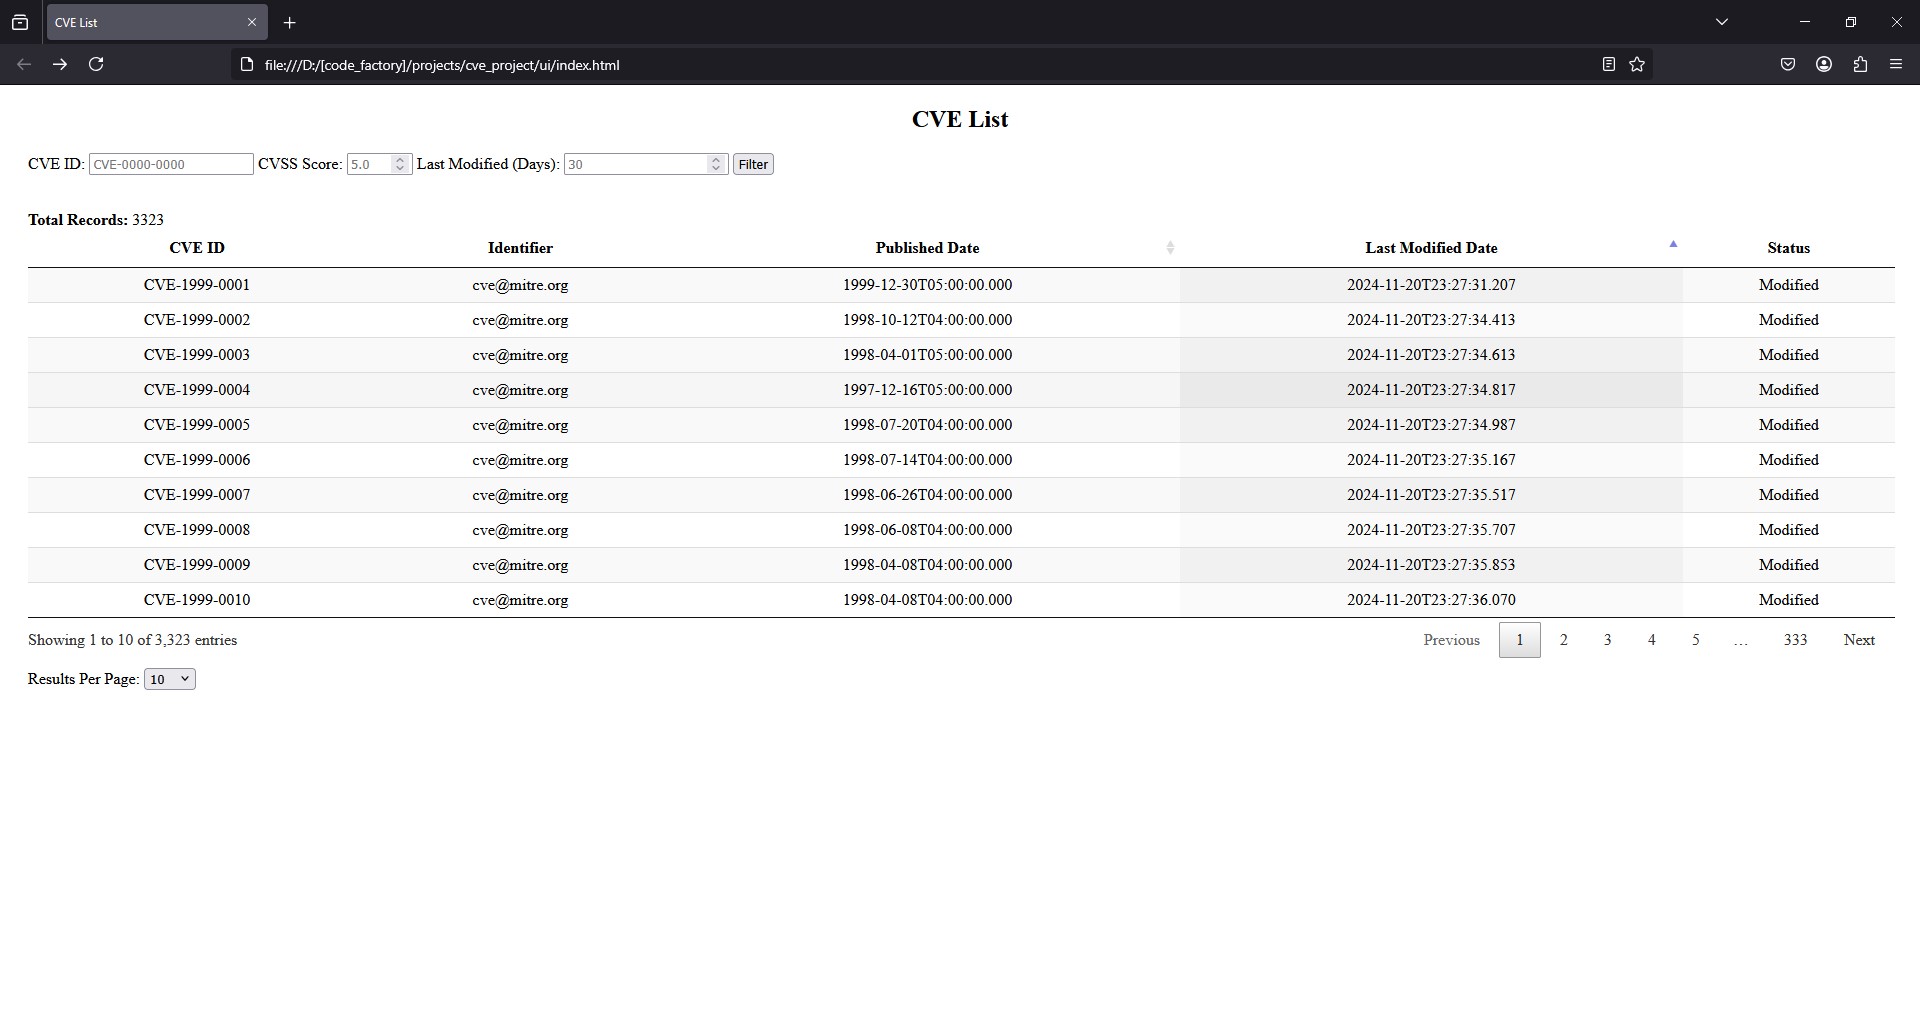 CVE List
file:///D:/[code_factory]/projects/cve_project/ui/index.html
CVE List
CVE ID: CVE-0000-0000 CVSS Score: 5.0 Last Modified (Days): 30 Filter
Total Records: 3323
CVE ID Identifier Published Date Last Modified Date Status
CVE-1999-0001 cve@mitre.org 1999-12-30T05:00:00.000 2024-11-20T23:27:31.207 Modified
CVE-1999-0002 cve@mitre.org 1998-10-12T04:00:00.000 2024-11-20T23:27:34.413 Modified
CVE-1999-0003 cve@mitre.org 1998-04-01T05:00:00.000 2024-11-20T23:27:34.613 Modified
CVE-1999-0004 cve@mitre.org 1997-12-16T05:00:00.000 2024-11-20T23:27:34.817 Modified
CVE-1999-0005 cve@mitre.org 1998-07-20T04:00:00.000 2024-11-20T23:27:34.987 Modified
CVE-1999-0006 cve@mitre.org 1998-07-14T04:00:00.000 2024-11-20T23:27:35.167 Modified
CVE-1999-0007 cve@mitre.org 1998-06-26T04:00:00.000 2024-11-20T23:27:35.517 Modified
CVE-1999-0008 cve@mitre.org 1998-06-08T04:00:00.000 2024-11-20T23:27:35.707 Modified
CVE-1999-0009 cve@mitre.org 1998-04-08T04:00:00.000 2024-11-20T23:27:35.853 Modified
CVE-1999-0010 cve@mitre.org 1998-04-08T04:00:00.000 2024-11-20T23:27:36.070 Modified
Showing 1 to 10 of 3,323 entries Previous 1 2 3 4 5 … 333 Next
Results Per Page: 10